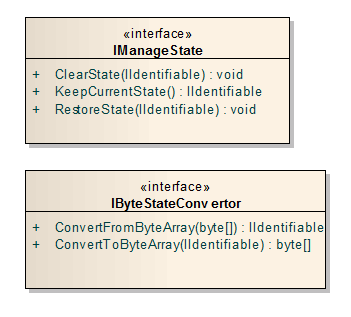 «interface»
IManageState
+ ClearState(IIdentifiable) : void
+ KeepCurrentState() : IIdentifiable
+ RestoreState(IIdentifiable) : void
«interface»
IByteStateConvertor
+ ConvertFromByteArray(byte[]) : IIdentifiable
+ ConvertToByteArray(IIdentifiable) : byte[]